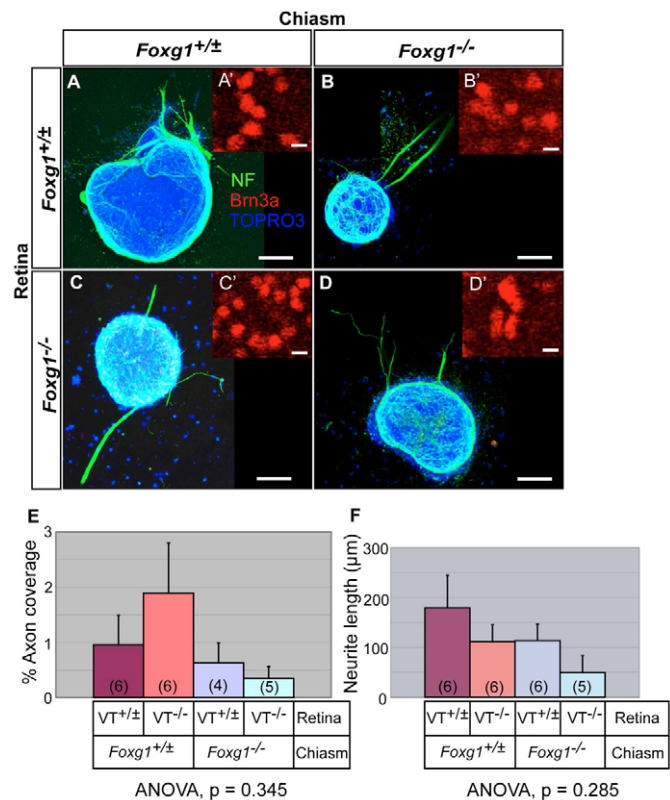 Chiasm
Foxg1+/± Foxg1-/-
Retina
Foxg1+/±
Foxg1-/-
A A' B B'
NF
Brn3a
TOPRO3
C C' D D'
E F
% Axon coverage
3
2
1
0
(6) (6) (4) (5)
VT+/± VT-/- VT+/± VT-/- Retina
Foxg1+/± Foxg1-/- Chiasm
ANOVA, p = 0.345
Neurite length (µm)
300
200
100
0
(6) (6) (6) (5)
VT+/± VT-/- VT+/± VT-/- Retina
Foxg1+/± Foxg1-/- Chiasm
ANOVA, p = 0.285